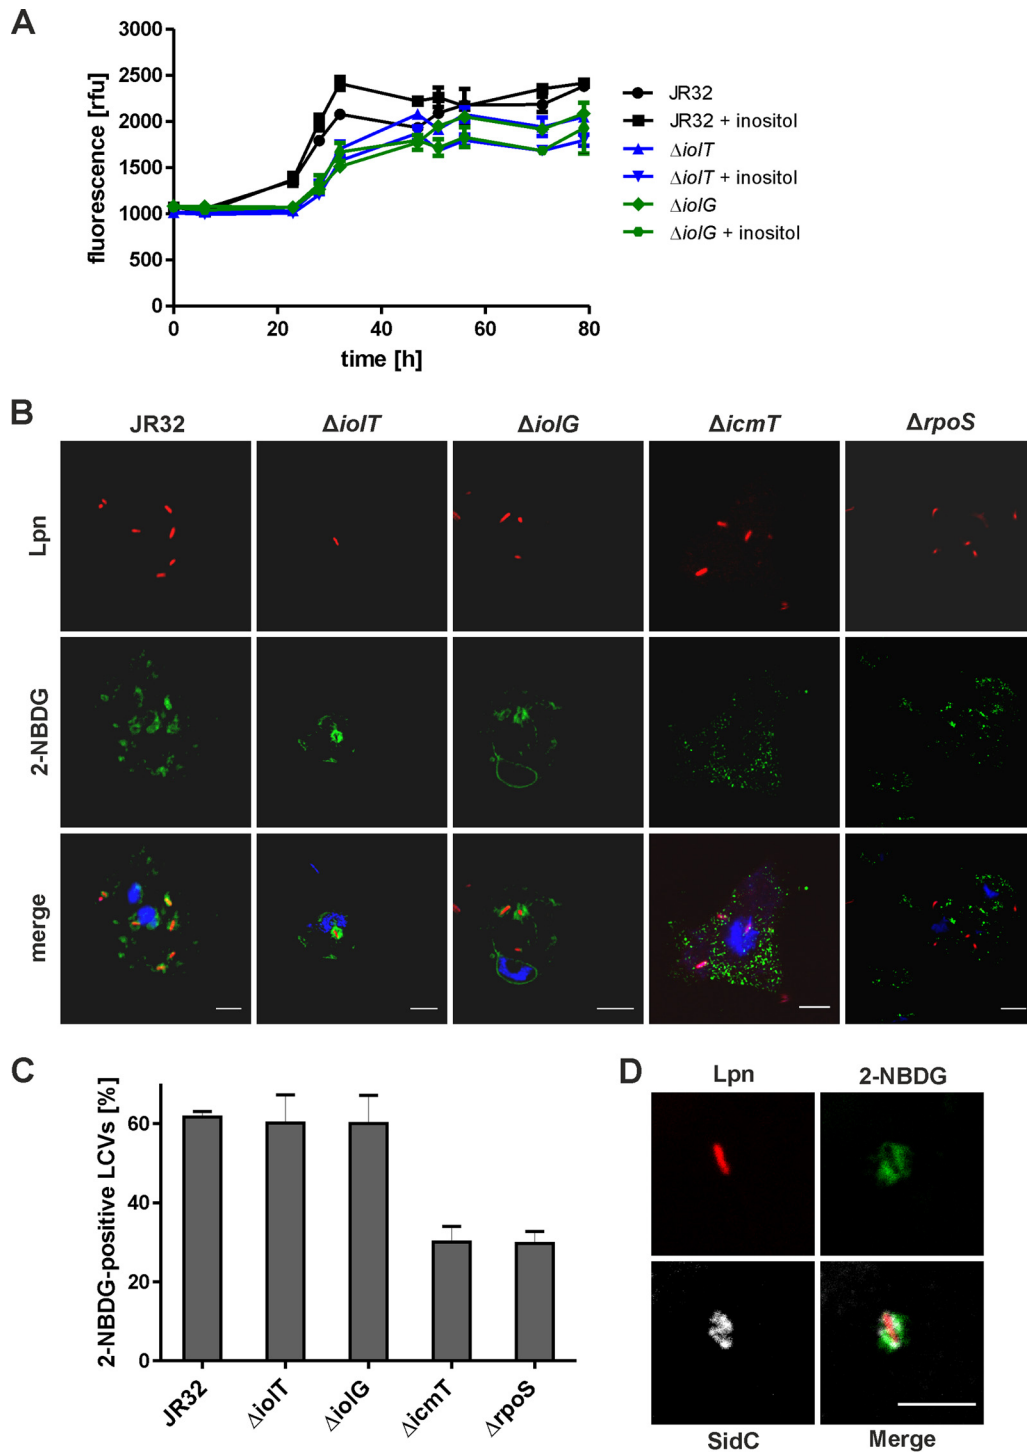 A
fluorescence [rfu]
3000
2500
2000
1500
1000
500
0
0 20 40 60 80
time [h]
JR32
JR32 + inositol
ΔiolT
ΔiolT + inositol
ΔiolG
ΔiolG + inositol
B
JR32 ΔiolT ΔiolG ΔicmT ΔrpoS
Lpn
2-NBDG
merge
C
2-NBDG-positive LCVs [%]
60
40
20
0
JR32 ΔiolT ΔiolG ΔicmT ΔrpoS
D
Lpn 2-NBDG
SidC Merge